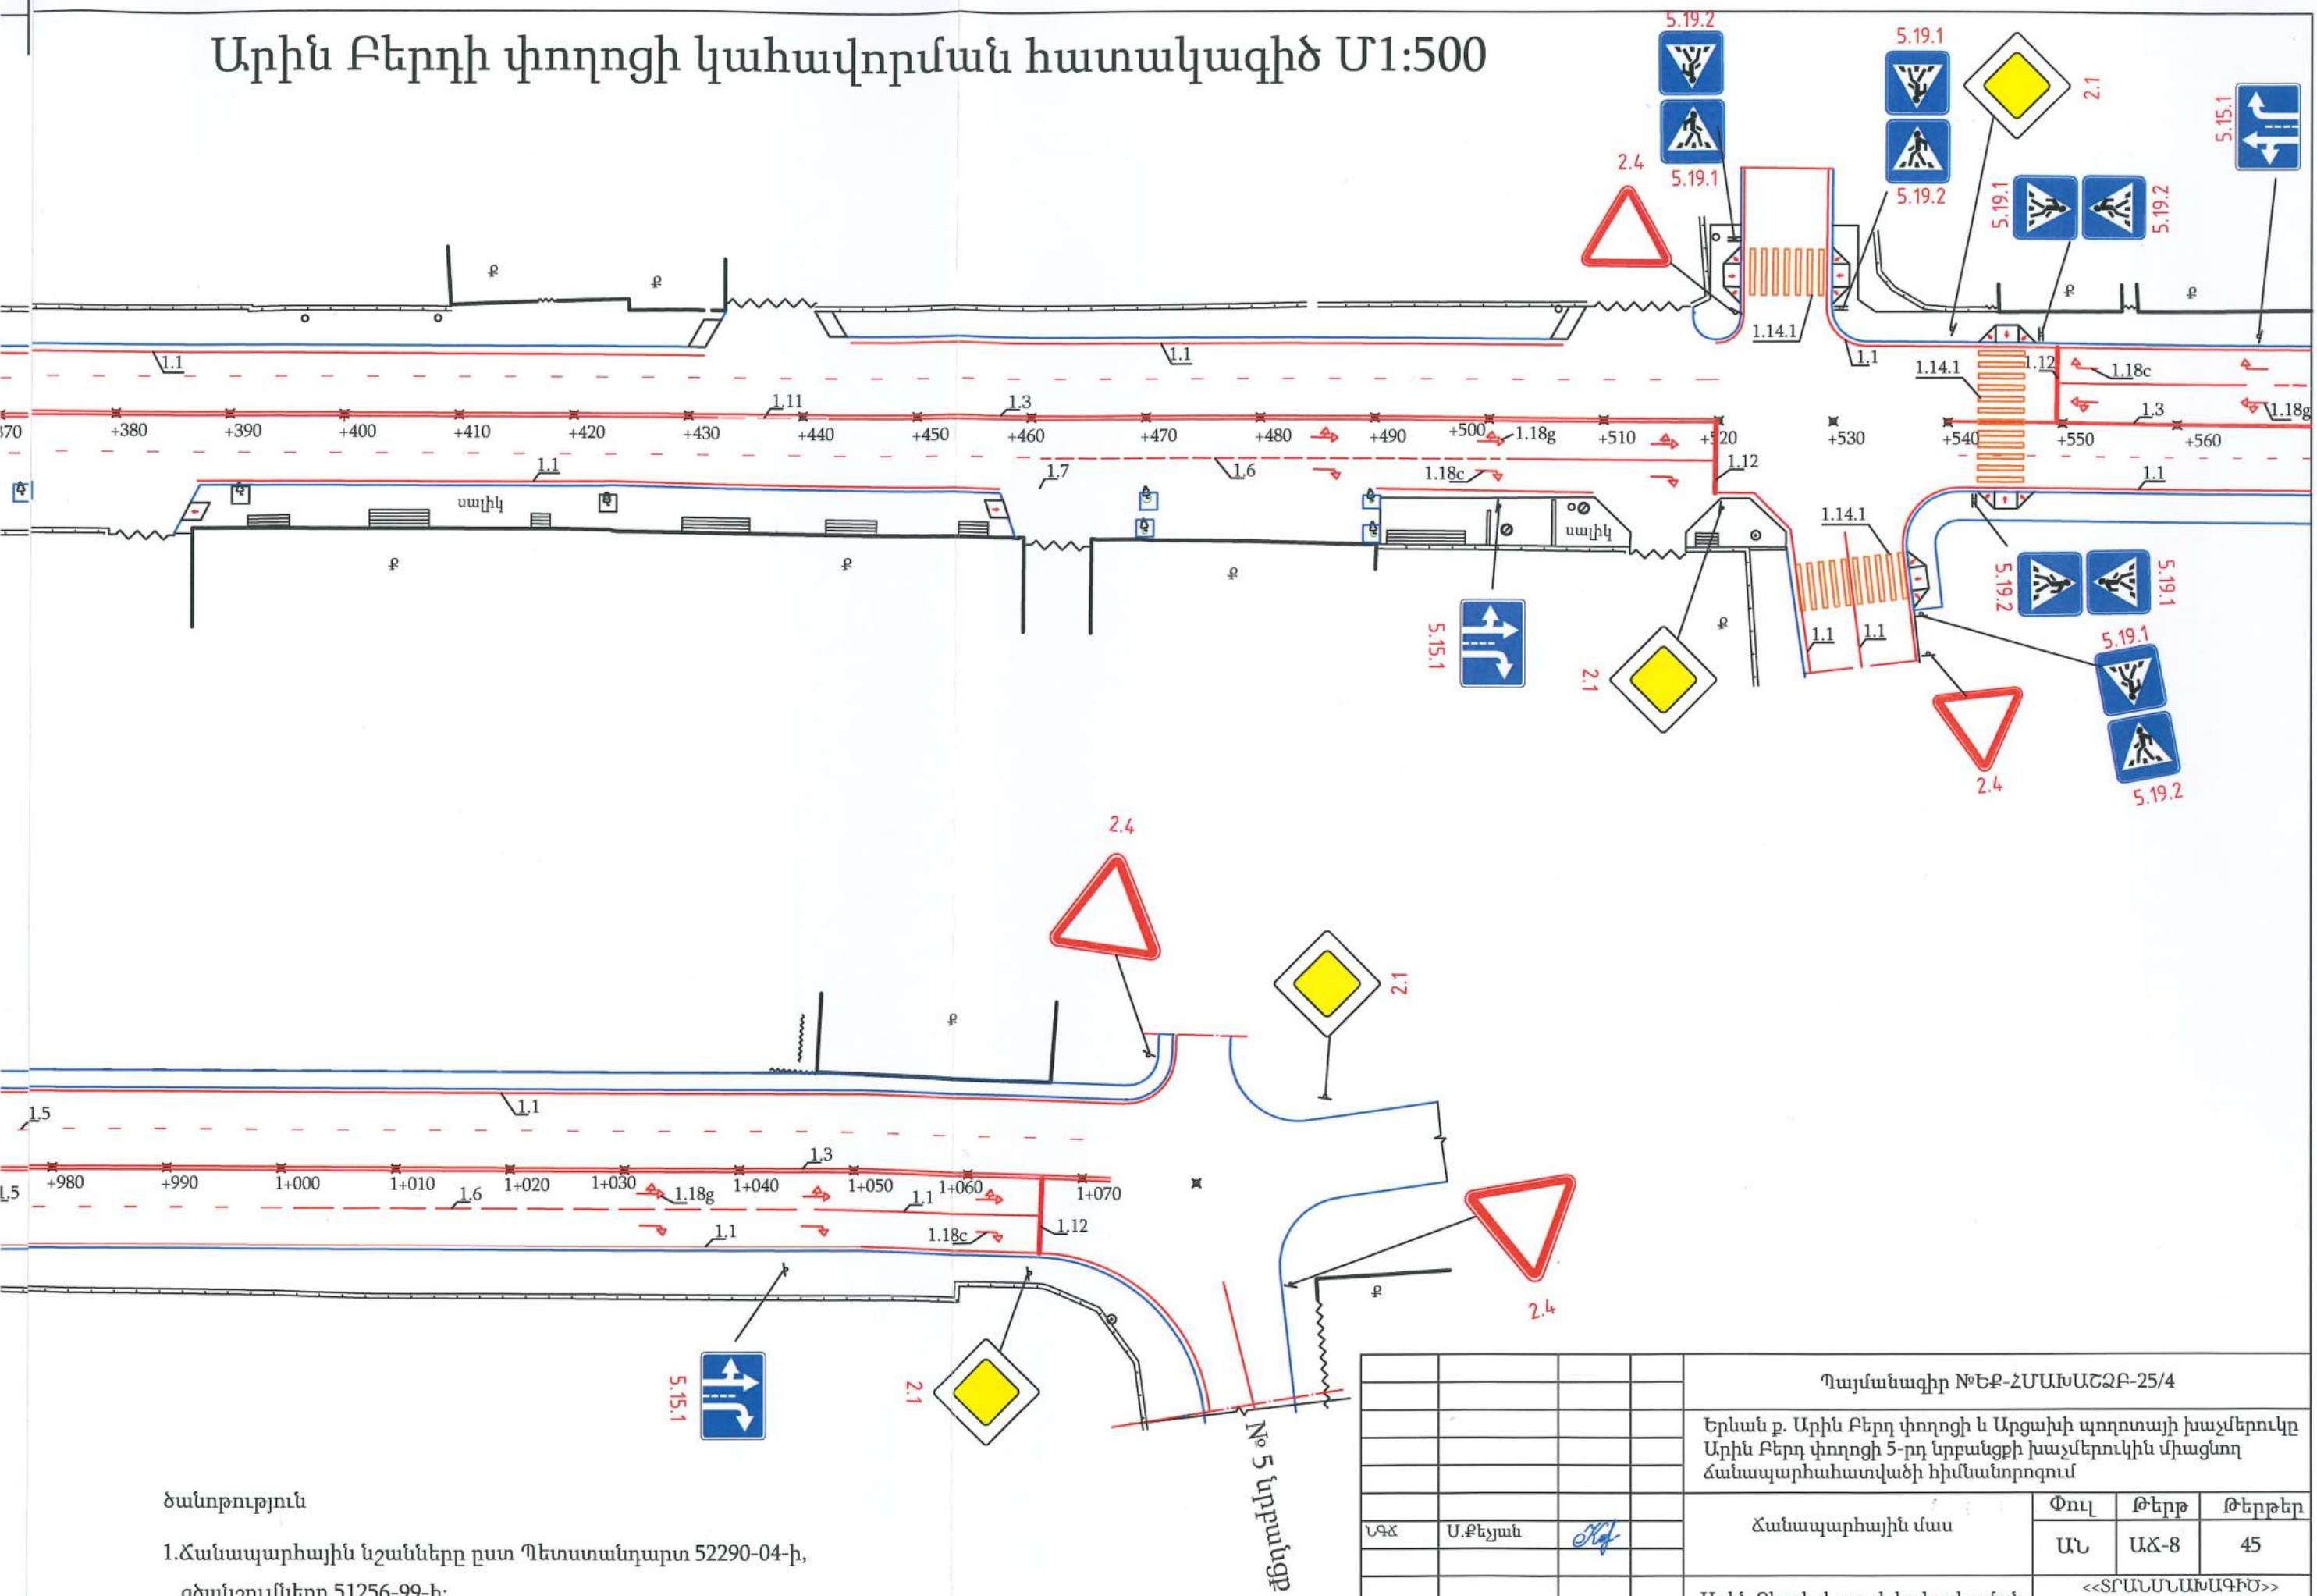 Արին Բերդի փողոցի կահավորման հատակագիծ Մ1:500
5.19.2
5.19.1
2.4
5.19.1
5.19.2
2.1
5.15.1
5.19.1
5.19.2
ք
ք
ք
ք
1.1
1.1
1.14.1
1.1
1.14.1
1.12
1.18c
1.11
1.3
1.3
1.18g
370
+380
+390
+400
+410
+420
+430
+440
+450
+460
+470
+480
+490
+500
1.18g
+510
+520
+530
+540
+550
+560
1.1
1.7
1.6
1.18c
1.12
1.1
սալիկ
սալիկ
1.14.1
ք
ք
ք
ք
1.1
1.1
5.15.1
2.1
5.19.2
5.19.1
5.19.1
5.19.2
2.4
2.4
2.1
ք
1.5
1.1
1.3
1.5
+980
+990
1+000
1+010
1+020
1+030
1+040
1+050
1+060
1+070
1.6
1.18g
1.1
1.1
1.18c
1.12
ք
2.4
5.15.1
2.1
№ 5 նրբանցք
ծանոթություն
1.Ճանապարհային նշանները ըստ Պետստանդարտ 52290-04-ի,
գծանշումները 51256-99-ի:
Պայմանագիր №ԵՔ-ՀՄԱԽԱՇՁԲ-25/4
Երևան ք. Արին Բերդ փողոցի և Արցախի պողոտայի խաչմերուկը
Արին Բերդ փողոցի 5-րդ նրբանցքի խաչմերուկին միացնող
ճանապարհահատվածի հիմնանորոգում
ՆԳՃ Ս.Քեչյան
Ճանապարհային մաս
Փուլ Թերթ Թերթեր
ԱՆ ԱՃ-8 45
<<ՏՐԱՆՍՆԱԽԱԳԻԾ>>